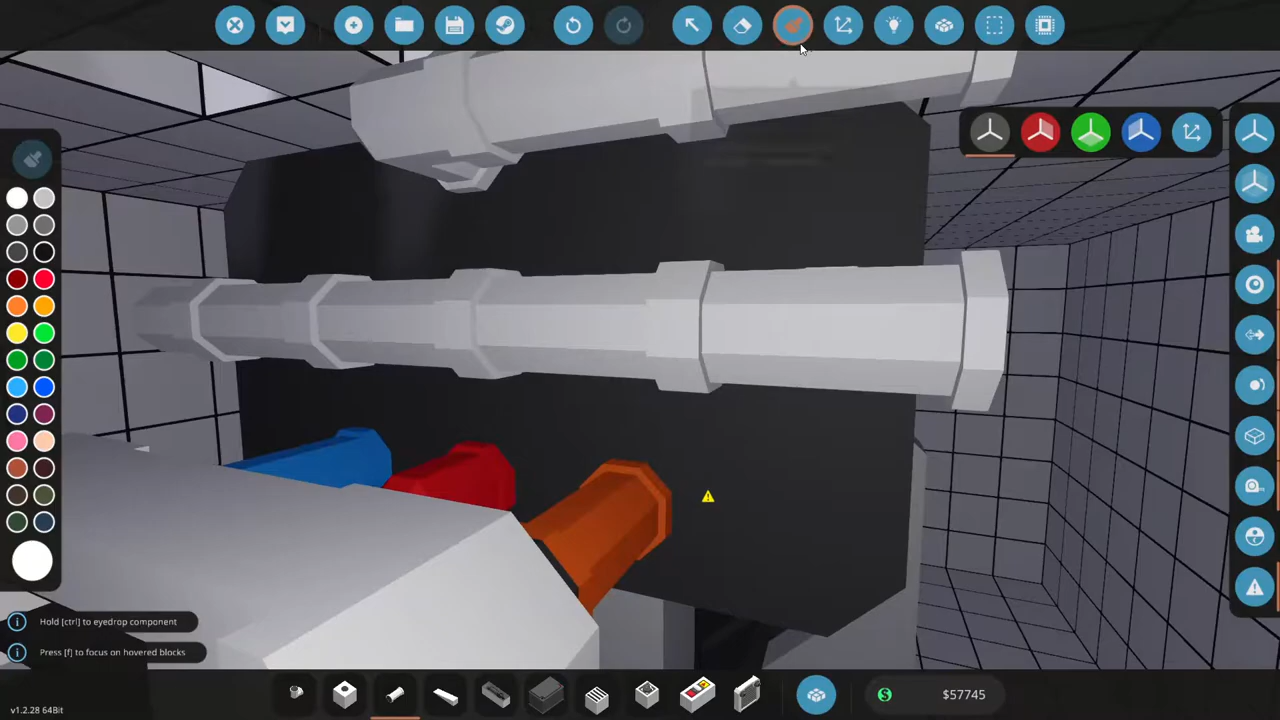 Hold [ctrl] to eyedrop component
Press [f] to focus on hovered blocks
$57745
v1.2.28 64Bit